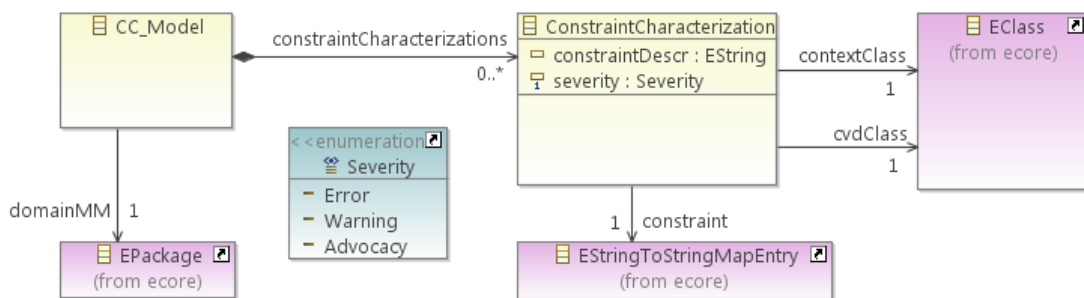 CC_Model
constraintCharacterizations
0..*
ConstraintCharacterization
constraintDescr : EString
1 severity : Severity
contextClass
1
cvdClass
1
EClass
(from ecore)
<<enumeration
Severity
Error
Warning
Advocacy
domainMM 1
1 constraint
EPackage
(from ecore)
EStringToStringMapEntry
(from ecore)